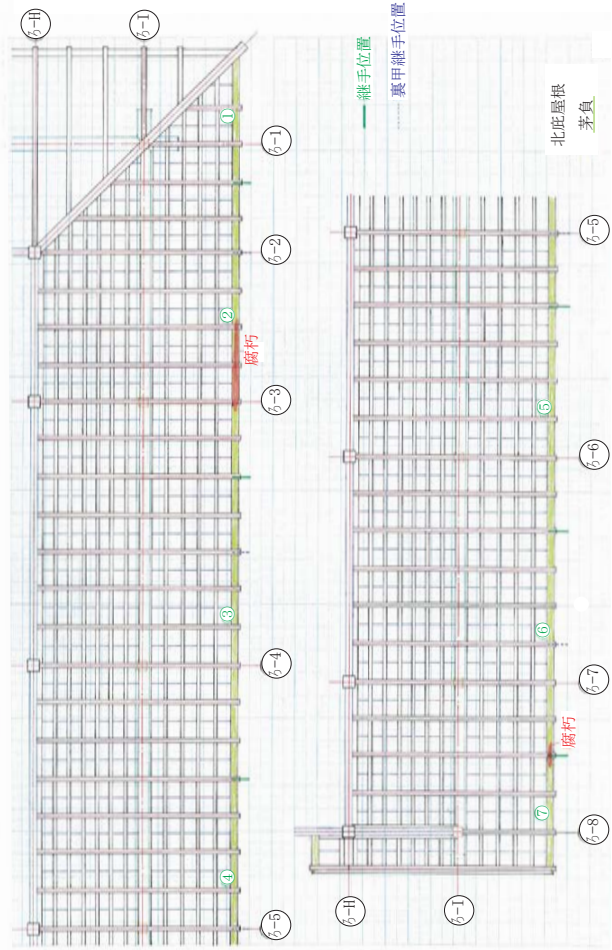 ろ-H
ろ-I
①
ろ-1
ろ-2
②
腐朽
ろ-3
③
ろ-4
④
ろ-5
継手位置
裏甲継手位置
北庇屋根
茅負
ろ-5
⑤
ろ-6
⑥
ろ-7
腐朽
⑦
ろ-8
ろ-H
ろ-I